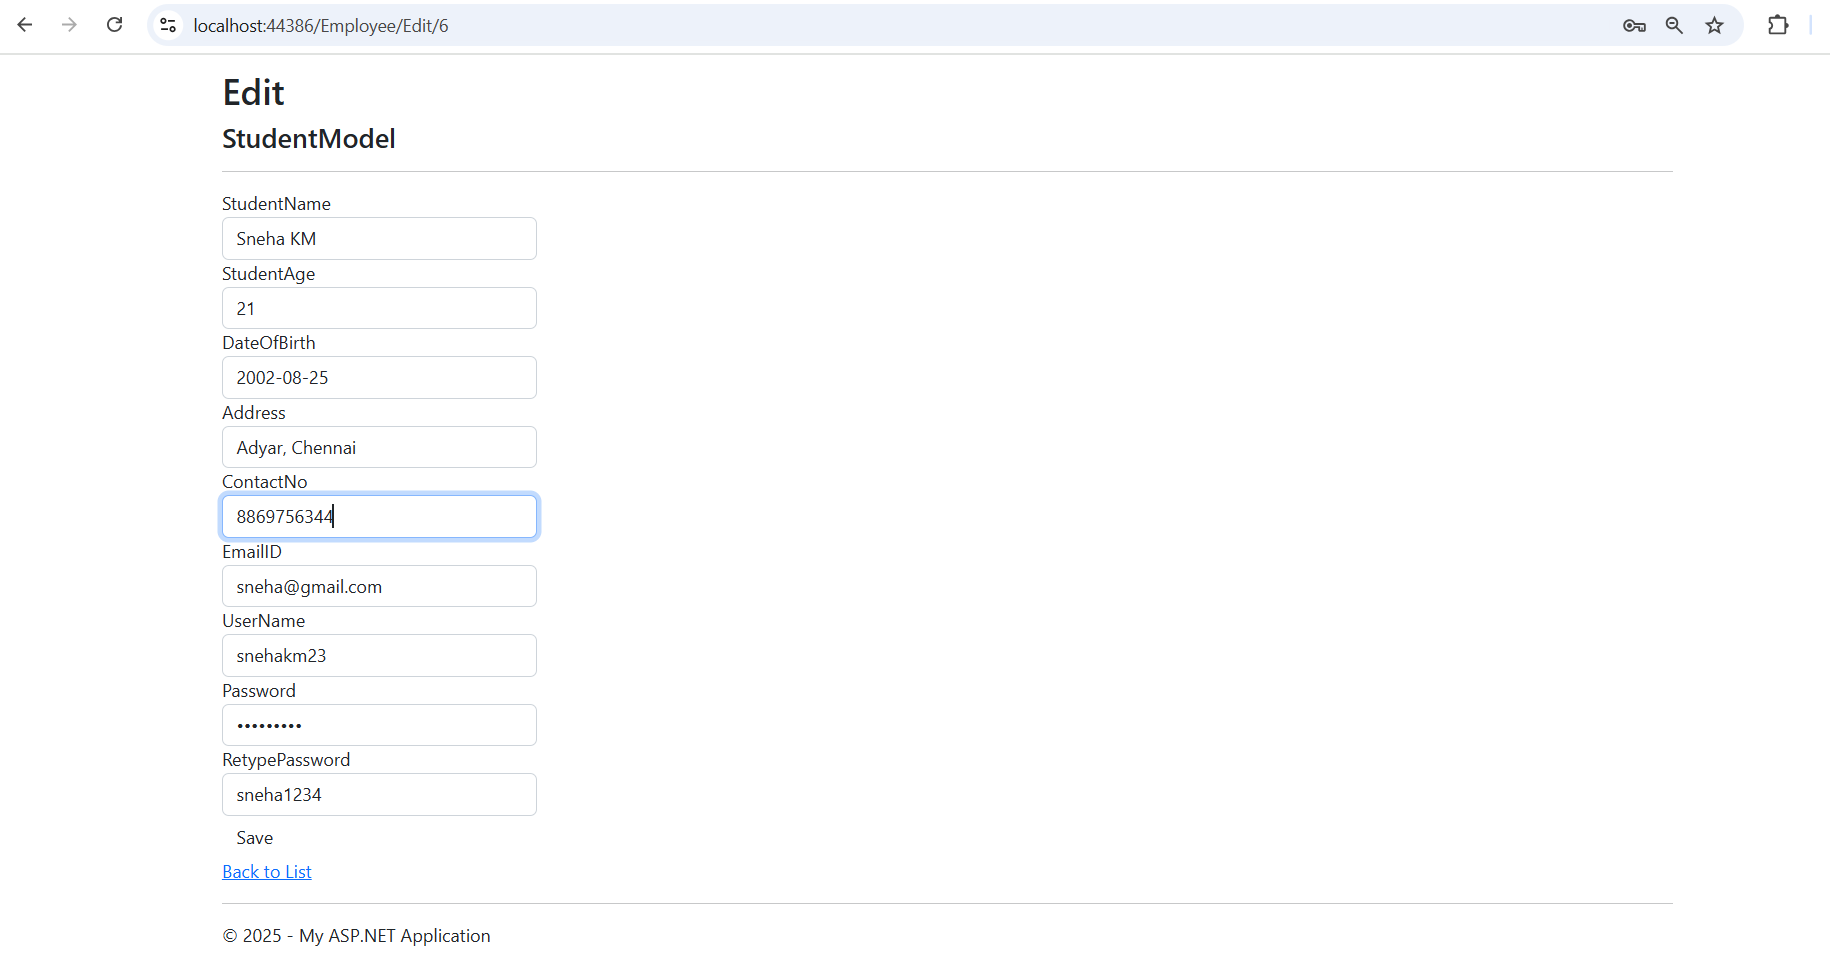 localhost:44386/Employee/Edit/6
Edit
StudentModel
StudentName
Sneha KM
StudentAge
21
DateOfBirth
2002-08-25
Address
Adyar, Chennai
ContactNo
8869756344
EmailID
sneha@gmail.com
UserName
snehakm23
Password
•••••••••
RetypePassword
sneha1234
Save
Back to List
© 2025 - My ASP.NET Application